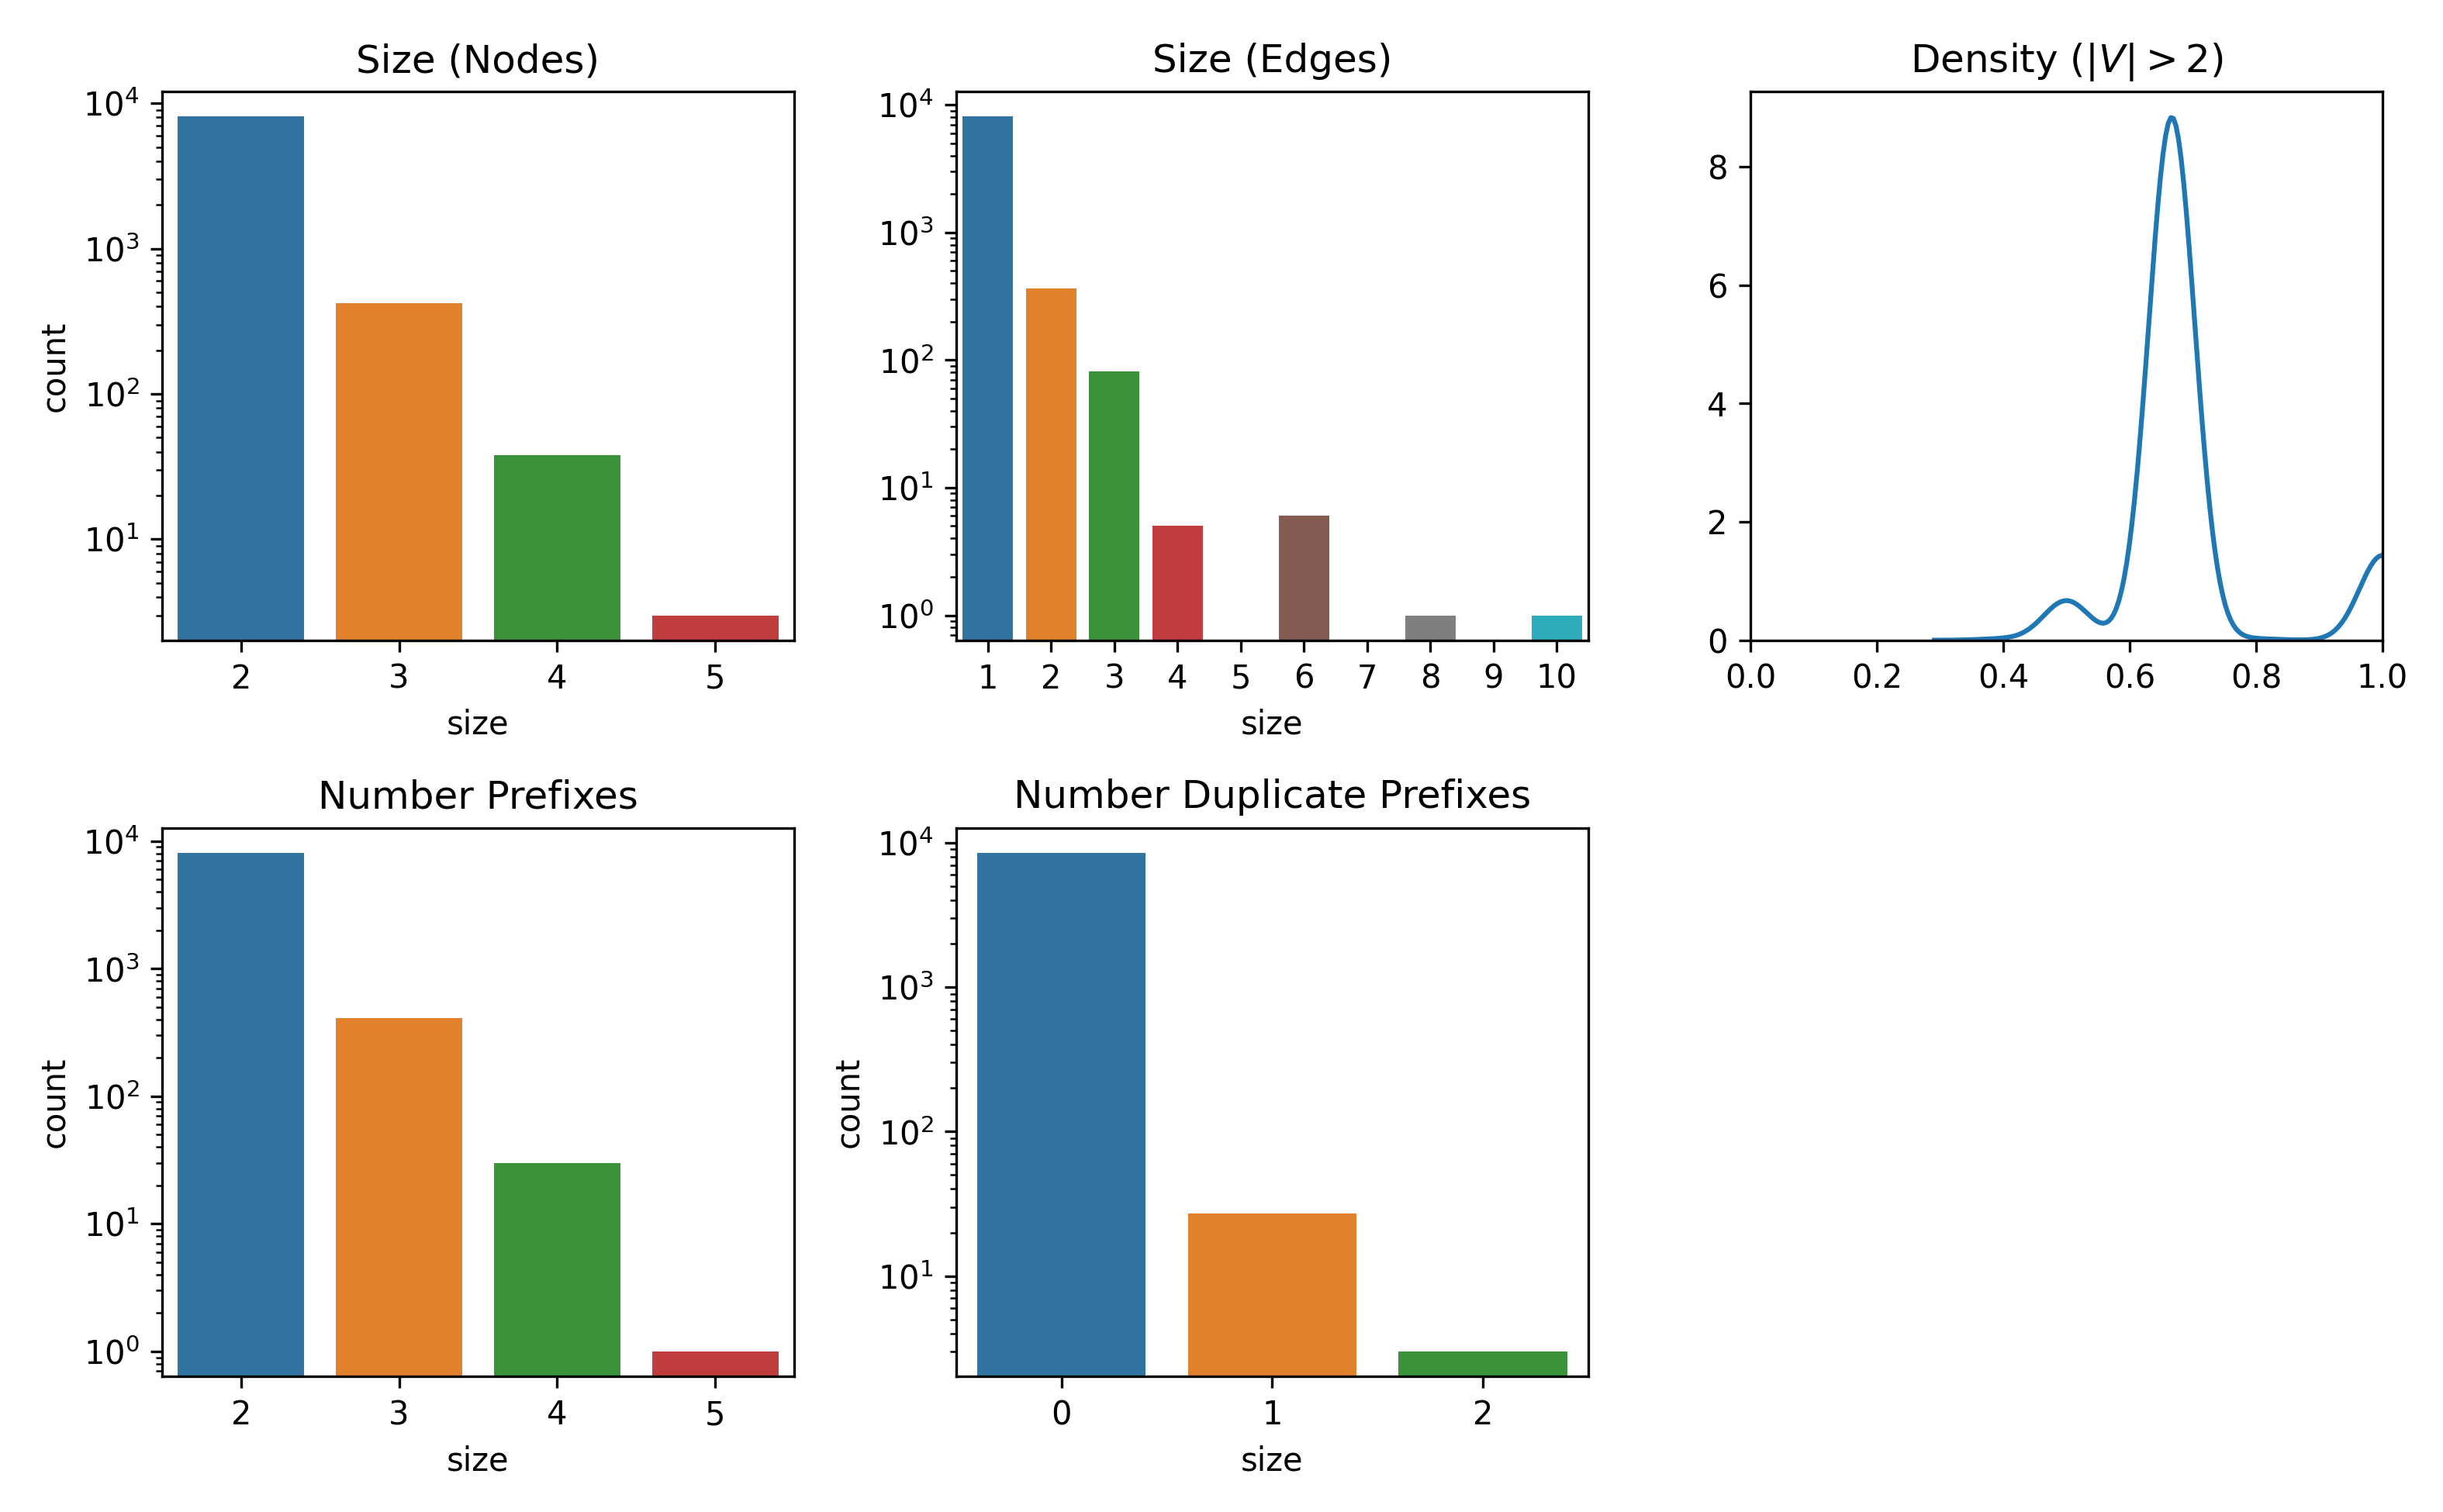 Size (Nodes)
10^4
10^3
10^2
10^1
count
2 3 4 5
size
Size (Edges)
10^4
10^3
10^2
10^1
10^0
1 2 3 4 5 6 7 8 9 10
size
Density (|V| > 2)
8
6
4
2
0
0.0 0.2 0.4 0.6 0.8 1.0
Number Prefixes
10^4
10^3
10^2
10^1
10^0
count
2 3 4 5
size
Number Duplicate Prefixes
10^4
10^3
10^2
10^1
count
0 1 2
size